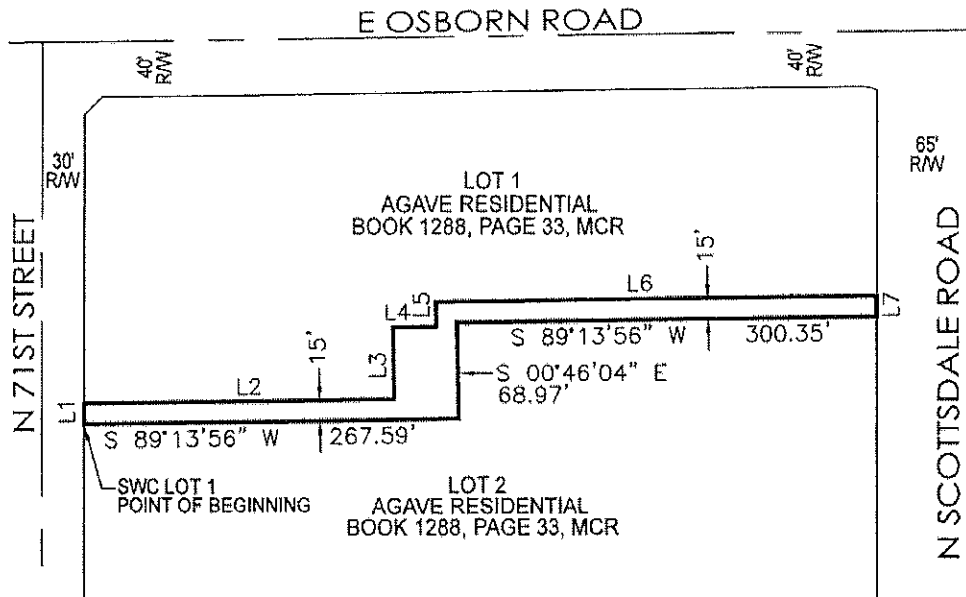 E OSBORN ROAD
40'
R/W
40'
R/W
30'
R/W
65'
R/W
LOT 1
AGAVE RESIDENTIAL
BOOK 1288, PAGE 33, MCR
N 71ST STREET
N SCOTTSDALE ROAD
15'
L6
L5
L4
L7
S 89°13'56" W 300.35'
L3
15'
S 00°46'04" E
68.97'
L2
L1
S 89°13'56" W 267.59'
SWC LOT 1
POINT OF BEGINNING
LOT 2
AGAVE RESIDENTIAL
BOOK 1288, PAGE 33, MCR